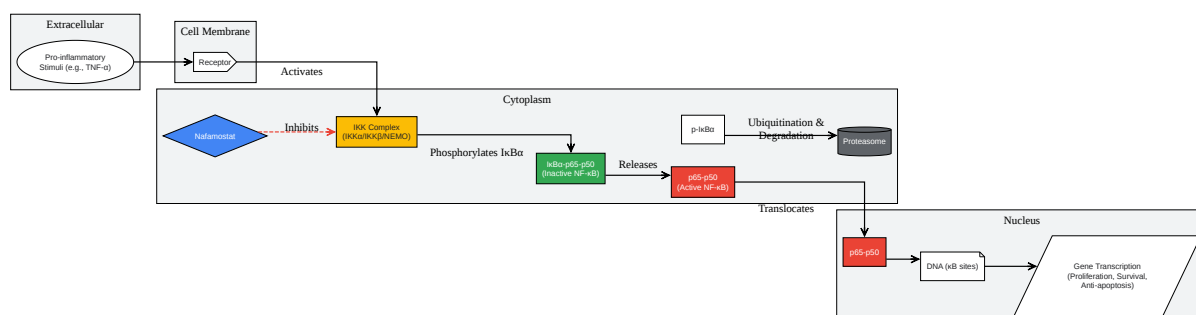 Extracellular
Pro-inflammatory
Stimuli (e.g., TNF-α)
Cell Membrane
Receptor
Activates
Cytoplasm
Nafamostat
Inhibits
IKK Complex
(IKKα/IKKβ/NEMO)
Phosphorylates IκBα
IκBα-p65-p50
(Inactive NF-κB)
Releases
p65-p50
(Active NF-κB)
p-IκBα
Ubiquitination &
Degradation
Proteasome
Translocates
Nucleus
p65-p50
DNA (κB sites)
Gene Transcription
(Proliferation, Survival,
Anti-apoptosis)